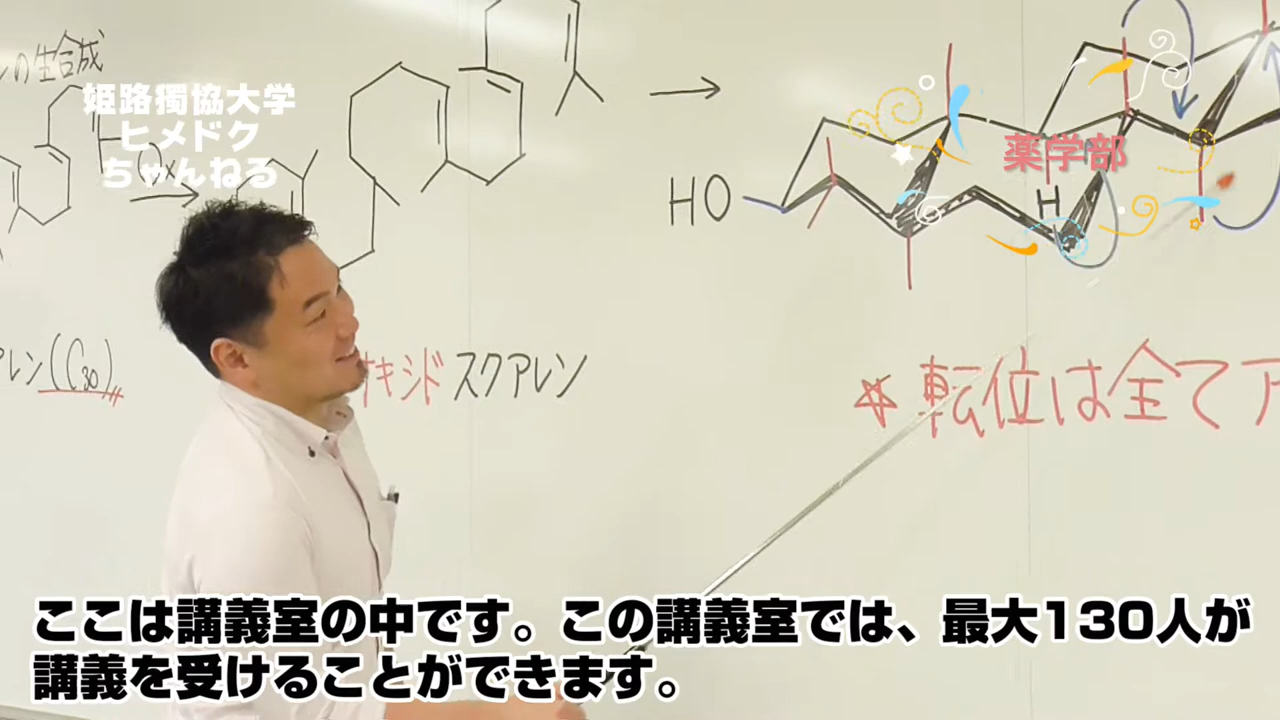 の生合成
姫路獨協大学
ヒメドク
ちゃんねる
薬学部
HO
H
HO
アレン(C30)
オキシドスクアレン
☆転位は全てア
ここは講義室の中です。この講義室では、最大130人が
講義を受けることができます。